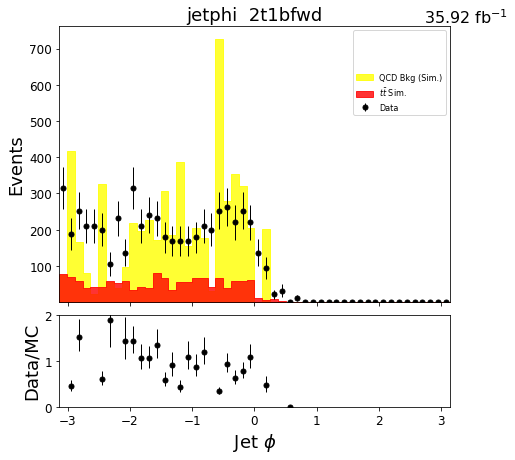 jetphi 2t1bfwd
35.92 fb⁻¹
QCD Bkg (Sim.)
tt̄ Sim.
Data
Events
700
600
500
400
300
200
100
Data/MC
2
1
0
−3 −2 −1 0 1 2 3
Jet ϕ